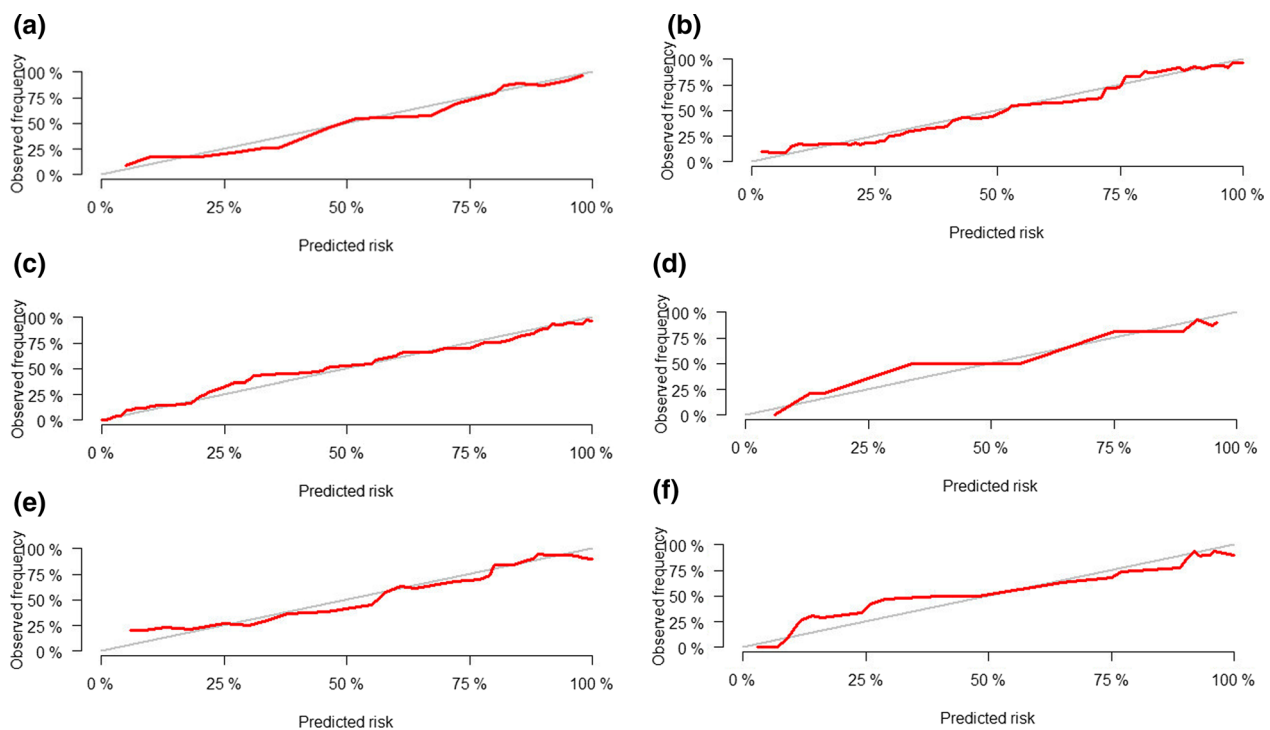 (a)
Observed frequency
100 %
75 %
50 %
25 %
0 %
0 % 25 % 50 % 75 % 100 %
Predicted risk
(b)
Observed frequency
100 %
75 %
50 %
25 %
0 %
0 % 25 % 50 % 75 % 100 %
Predicted risk
(c)
Observed frequency
100 %
75 %
50 %
25 %
0 %
0 % 25 % 50 % 75 % 100 %
Predicted risk
(d)
Observed frequency
100 %
75 %
50 %
25 %
0 %
0 % 25 % 50 % 75 % 100 %
Predicted risk
(e)
Observed frequency
100 %
75 %
50 %
25 %
0 %
0 % 25 % 50 % 75 % 100 %
Predicted risk
(f)
Observed frequency
100 %
75 %
50 %
25 %
0 %
0 % 25 % 50 % 75 % 100 %
Predicted risk